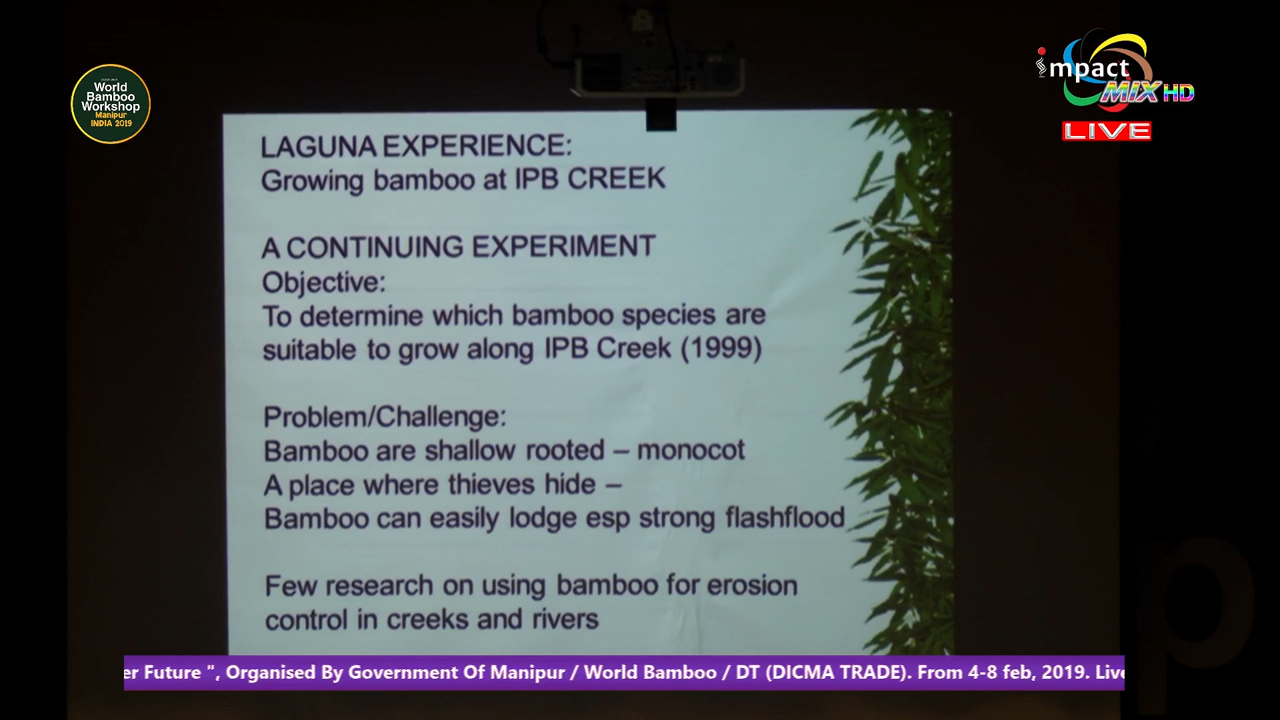 World
Bamboo
Workshop
Manipur
INDIA 2019
impact
MIX HD
LIVE
LAGUNA EXPERIENCE:
Growing bamboo at IPB CREEK
A CONTINUING EXPERIMENT
Objective:
To determine which bamboo species are
suitable to grow along IPB Creek (1999)
Problem/Challenge:
Bamboo are shallow rooted – monocot
A place where thieves hide –
Bamboo can easily lodge esp strong flashflood
Few research on using bamboo for erosion
control in creeks and rivers
er Future ", Organised By Government Of Manipur / World Bamboo / DT (DICMA TRADE). From 4-8 feb, 2019. Live